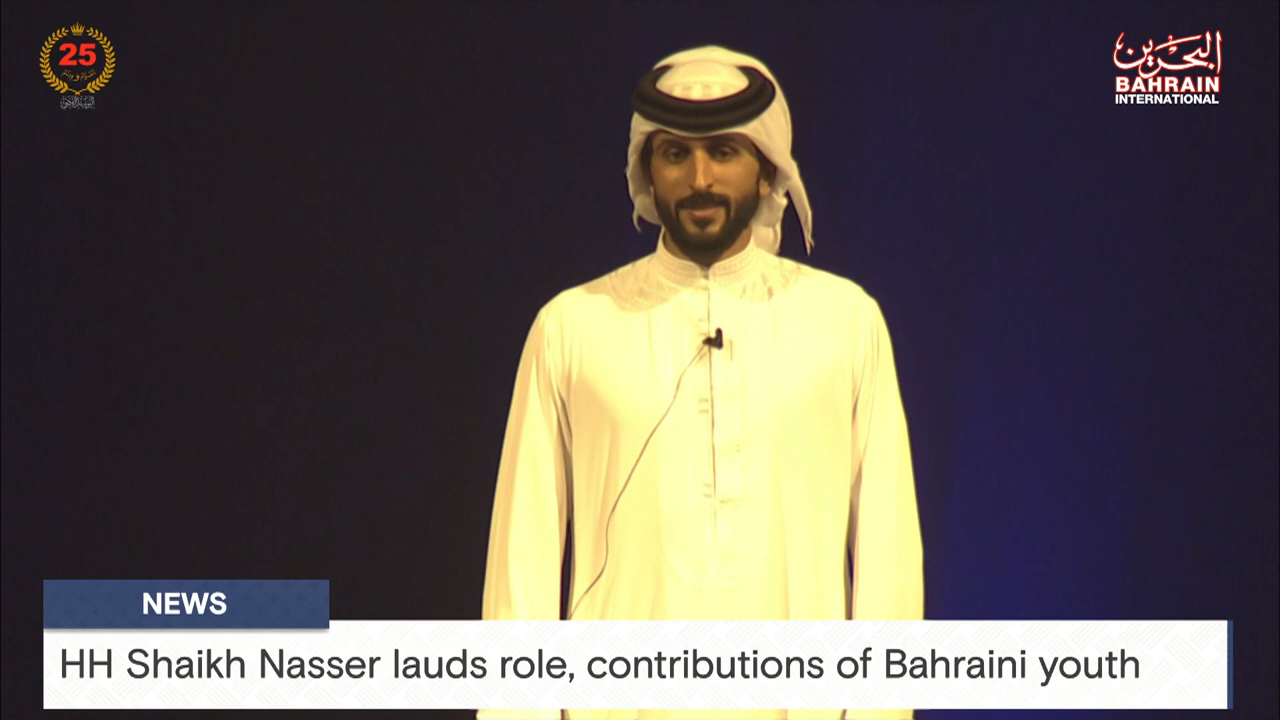 25
البحرين
BAHRAIN
INTERNATIONAL
NEWS
HH Shaikh Nasser lauds role, contributions of Bahraini youth